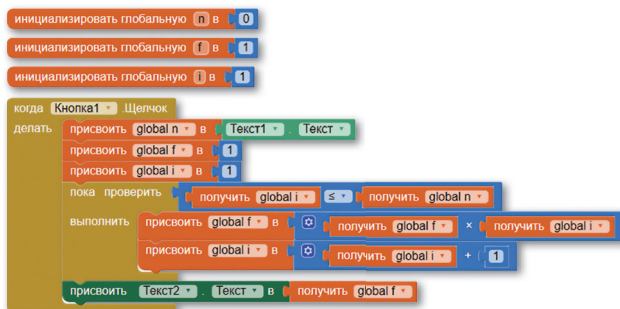 инициализировать глобальную n в 0
инициализировать глобальную f в 1
инициализировать глобальную i в 1
когда Кнопка1 .Щелчок
делать присвоить global n в Текст1 . Текст
присвоить global f в 1
присвоить global i в 1
пока проверить получить global i ≤ получить global n
выполнить присвоить global f в получить global f × получить global i
присвоить global i в получить global i + 1
присвоить Текст2 . Текст в получить global f